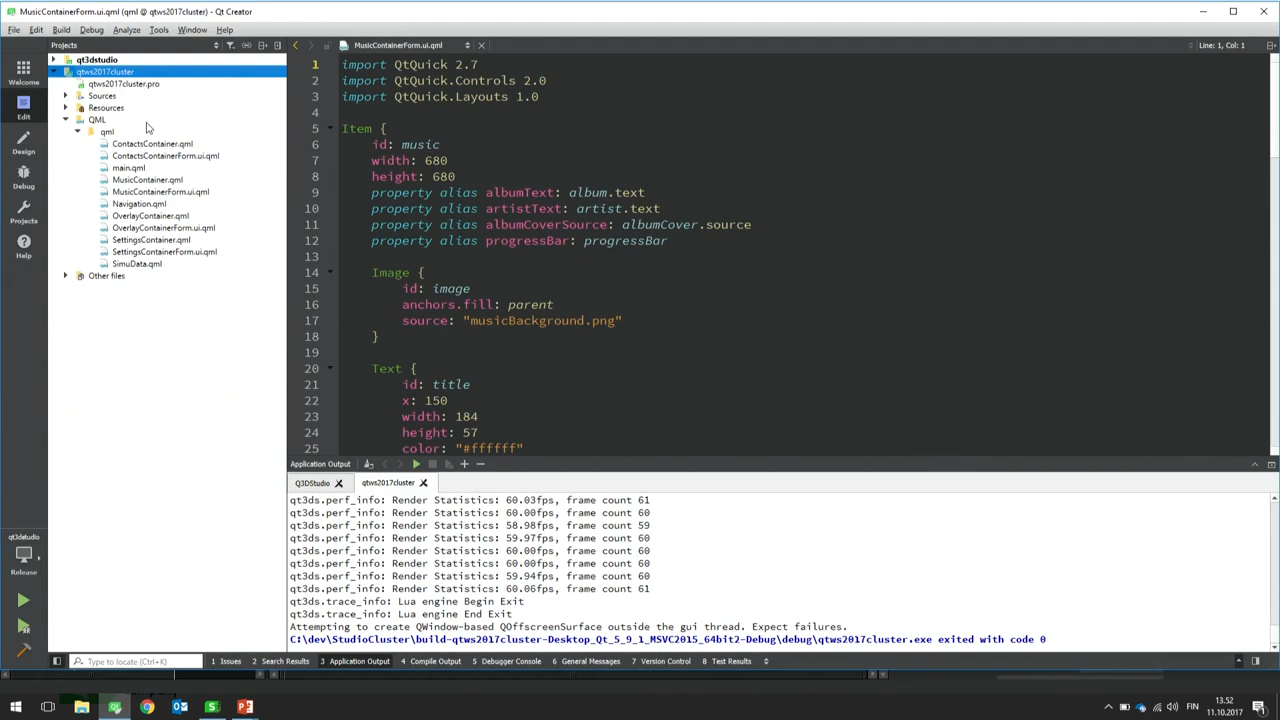 MusicContainerForm.ui.qml (qml @ qtws2017cluster) - Qt Creator
File Edit Build Debug Analyze Tools Window Help
Projects
MusicContainerForm.ui.qml
Line: 1, Col: 1
Welcome
Edit
Design
Debug
Projects
Help
qt3dstudio
Release
qt3dstudio
qtws2017cluster
qtws2017cluster.pro
Sources
Resources
QML
qml
ContactsContainer.qml
ContactsContainerForm.ui.qml
main.qml
MusicContainer.qml
MusicContainerForm.ui.qml
Navigation.qml
OverlayContainer.qml
OverlayContainerForm.ui.qml
SettingsContainer.qml
SettingsContainerForm.ui.qml
SimuData.qml
Other files
1 import QtQuick 2.7
2 import QtQuick.Controls 2.0
3 import QtQuick.Layouts 1.0
4
5 Item {
6 id: music
7 width: 680
8 height: 680
9 property alias albumText: album.text
10 property alias artistText: artist.text
11 property alias albumCoverSource: albumCover.source
12 property alias progressBar: progressBar
13
14 Image {
15 id: image
16 anchors.fill: parent
17 source: "musicBackground.png"
18 }
19
20 Text {
21 id: title
22 x: 150
23 width: 184
24 height: 57
25 color: "#ffffff"
Application Output
Q3DStudio
qtws2017cluster
qt3ds.perf_info: Render Statistics: 60.03fps, frame count 61
qt3ds.perf_info: Render Statistics: 60.00fps, frame count 60
qt3ds.perf_info: Render Statistics: 58.98fps, frame count 59
qt3ds.perf_info: Render Statistics: 59.97fps, frame count 60
qt3ds.perf_info: Render Statistics: 60.00fps, frame count 60
qt3ds.perf_info: Render Statistics: 60.00fps, frame count 60
qt3ds.perf_info: Render Statistics: 59.94fps, frame count 60
qt3ds.perf_info: Render Statistics: 60.06fps, frame count 61
qt3ds.trace_info: Lua engine Begin Exit
qt3ds.trace_info: Lua engine End Exit
Attempting to create QWindow-based QOffscreenSurface outside the gui thread. Expect failures.
C:\dev\StudioCluster\build-qtws2017cluster-Desktop_Qt_5_9_1_MSVC2015_64bit2-Debug\debug\qtws2017cluster.exe exited with code 0
Type to locate (Ctrl+K)
1 Issues 2 Search Results 3 Application Output 4 Compile Output 5 Debugger Console 6 General Messages 7 Version Control 8 Test Results
FIN
13.52
11.10.2017
1